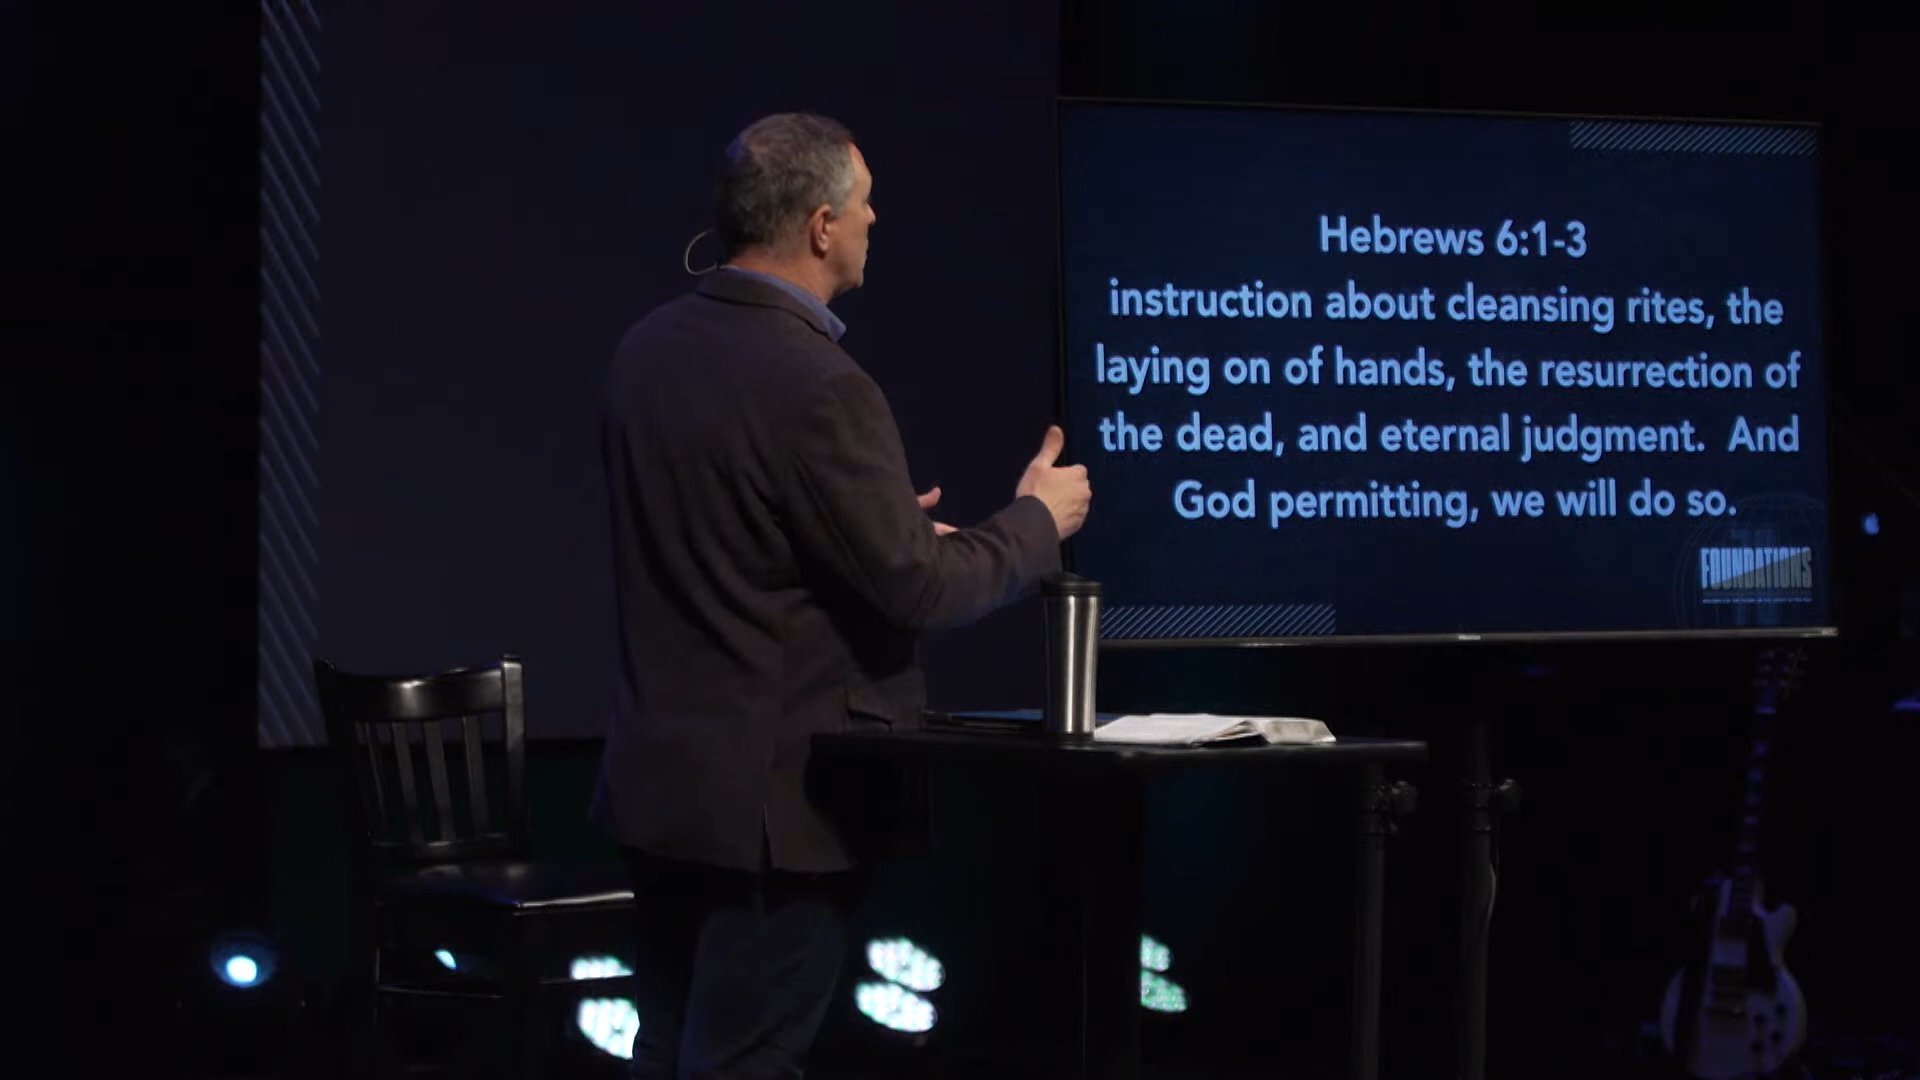 Hebrews 6:1-3
instruction about cleansing rites, the
laying on of hands, the resurrection of
the dead, and eternal judgment. And
God permitting, we will do so.
FOUNDATIONS